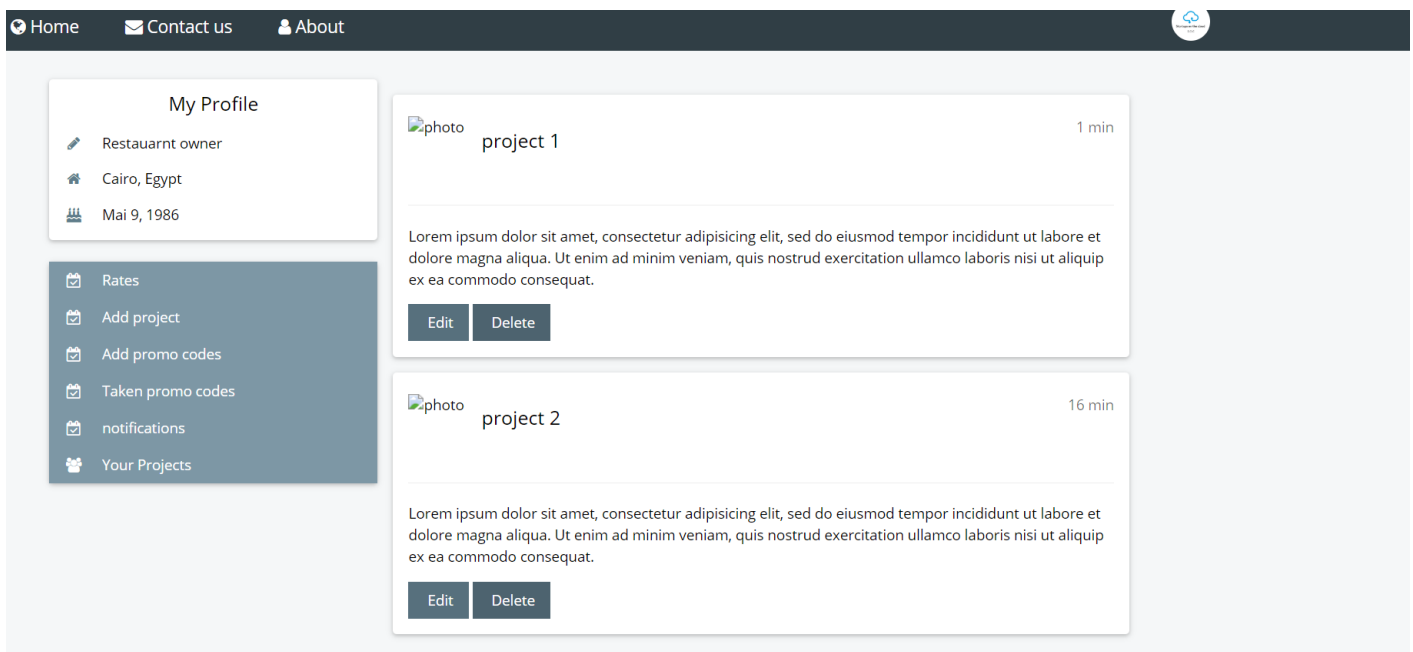 Home Contact us About
My Profile
Restauarnt owner
Cairo, Egypt
Mai 9, 1986
Rates
Add project
Add promo codes
Taken promo codes
notifications
Your Projects
photo project 1 1 min
Lorem ipsum dolor sit amet, consectetur adipisicing elit, sed do eiusmod tempor incididunt ut labore et
dolore magna aliqua. Ut enim ad minim veniam, quis nostrud exercitation ullamco laboris nisi ut aliquip
ex ea commodo consequat.
Edit Delete
photo project 2 16 min
Lorem ipsum dolor sit amet, consectetur adipisicing elit, sed do eiusmod tempor incididunt ut labore et
dolore magna aliqua. Ut enim ad minim veniam, quis nostrud exercitation ullamco laboris nisi ut aliquip
ex ea commodo consequat.
Edit Delete